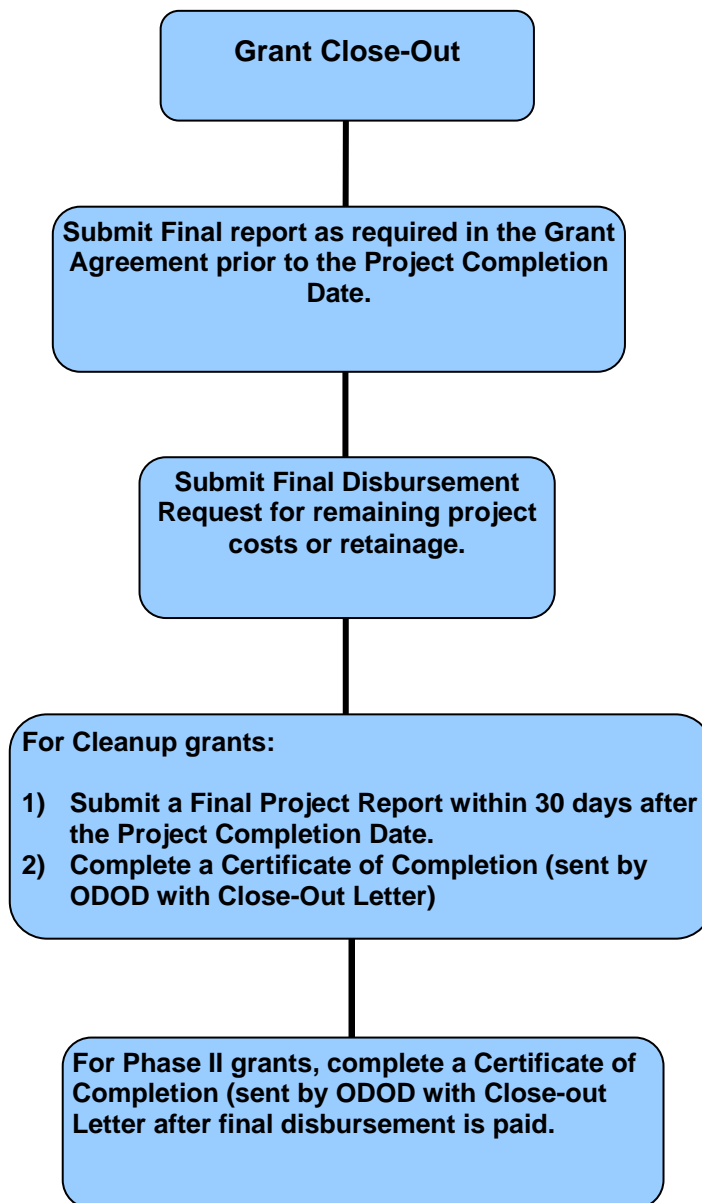 Grant Close-Out
Submit Final report as required in the Grant
Agreement prior to the Project Completion
Date.
Submit Final Disbursement
Request for remaining project
costs or retainage.
For Cleanup grants:
1) Submit a Final Project Report within 30 days after
the Project Completion Date.
2) Complete a Certificate of Completion (sent by
ODOD with Close-Out Letter)
For Phase II grants, complete a Certificate of
Completion (sent by ODOD with Close-out
Letter after final disbursement is paid.